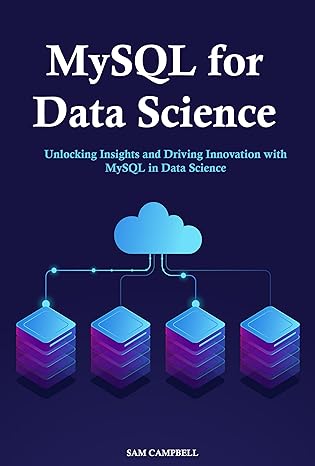 MySQL for
Data Science
Unlocking Insights and Driving Innovation with
MySQL in Data Science
SAM CAMPBELL